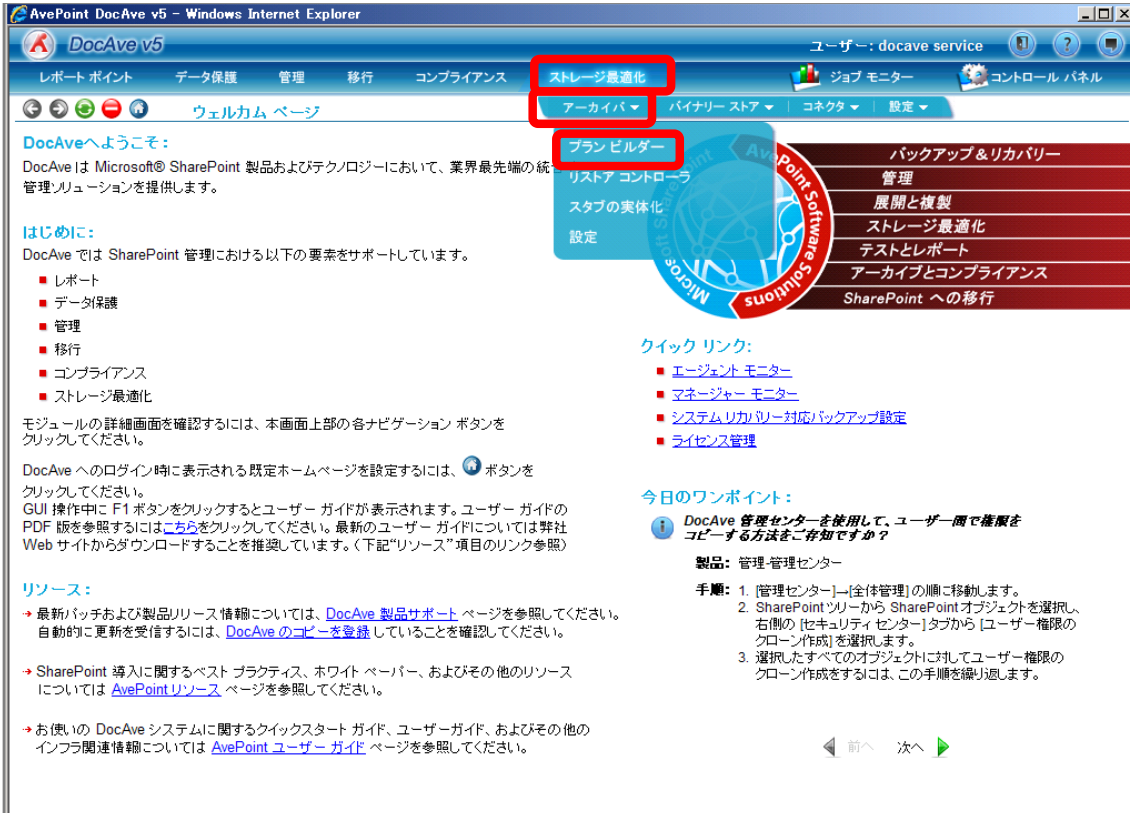 AvePoint DocAve v5 - Windows Internet Explorer
DocAve v5
ユーザー: docave service
レポート ポイント データ保護 管理 移行 コンプライアンス ストレージ最適化 ジョブ モニター コントロール パネル
ウェルカム ページ
アーカイバ バイナリー ストア コネクタ 設定
プラン ビルダー
リストア コントローラ
スタブの実体化
設定
DocAveへようこそ:
DocAve は Microsoft® SharePoint 製品およびテクノロジーにおいて、業界最先端の統
管理ソリューションを提供します。
はじめに:
DocAve では SharePoint 管理における以下の要素をサポートしています。
レポート
データ保護
管理
移行
コンプライアンス
ストレージ最適化
モジュールの詳細画面を確認するには、本画面上部の各ナビゲーション ボタンを
クリックしてください。
DocAve へのログイン時に表示される既定ホームページを設定するには、 ボタンを
クリックしてください。
GUI 操作中に F1 ボタンをクリックするとユーザー ガイドが表示されます。ユーザー ガイドの
PDF 版を参照するにはこちらをクリックしてください。最新のユーザー ガイドについては弊社
Web サイトからダウンロードすることを推奨しています。(下記“リソース”項目のリンク参照)
リソース:
最新パッチおよび製品リリース情報については、DocAve 製品サポート ページを参照してください。
自動的に更新を受信するには、DocAve のコピーを登録 していることを確認してください。
SharePoint 導入に関するベスト プラクティス、ホワイト ペーパー、およびその他のリソース
については AvePointリソース ページを参照してください。
お使いの DocAve システムに関するクイックスタート ガイド、ユーザーガイド、およびその他の
インフラ関連情報については AvePoint ユーザー ガイド ページを参照してください。
AvePoint Software Solutions
Microsoft SharePoint
バックアップ&リカバリー
管理
展開と複製
ストレージ最適化
テストとレポート
アーカイブとコンプライアンス
SharePoint への移行
クイック リンク:
エージェント モニター
マネージャー モニター
システム リカバリー対応バックアップ設定
ライセンス管理
今日のワンポイント:
DocAve 管理センターを使用して、ユーザー間で権限を
コピーする方法をご存知ですか?
製品: 管理-管理センター
手順: 1. [管理センター]→[全体管理] の順に移動します。
2. SharePointツリーから SharePointオブジェクトを選択し、
右側の [セキュリティ センター] タブから [ユーザー権限の
クローン作成] を選択します。
3. 選択したすべてのオブジェクトに対してユーザー権限の
クローン作成をするには、この手順を繰り返します。
前へ 次へ